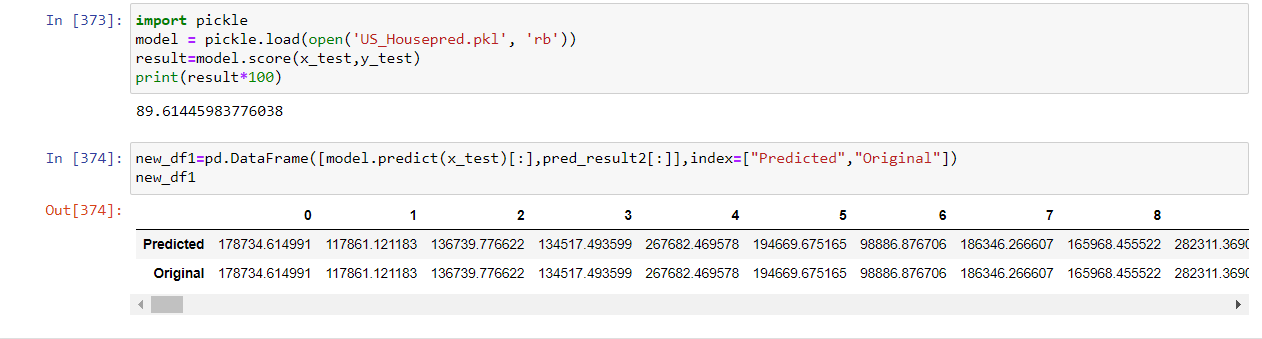 In [373]: import pickle
model = pickle.load(open('US_Housepred.pkl', 'rb'))
result=model.score(x_test,y_test)
print(result*100)
89.61445983776038
In [374]: new_df1=pd.DataFrame([model.predict(x_test)[:],pred_result2[:]],index=["Predicted","Original"])
new_df1
Out[374]:
0 1 2 3 4 5 6 7 8
Predicted 178734.614991 117861.121183 136739.776622 134517.493599 267682.469578 194669.675165 98886.876706 186346.266607 165968.455522 282311.3690
Original 178734.614991 117861.121183 136739.776622 134517.493599 267682.469578 194669.675165 98886.876706 186346.266607 165968.455522 282311.3690